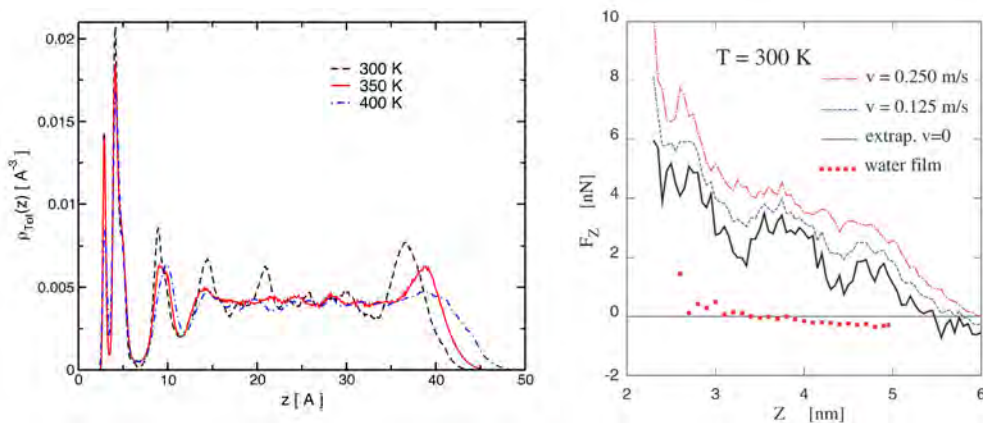 0.02
0.015
0.01
0.005
0
0
10
20
30
40
50
ρTot(z) [ A⁻³ ]
z [ A ]
300 K
350 K
400 K
10
8
6
4
2
0
-2
2
3
4
5
6
F_Z [nN]
Z [nm]
T = 300 K
v = 0.250 m/s
v = 0.125 m/s
extrap. v=0
water film